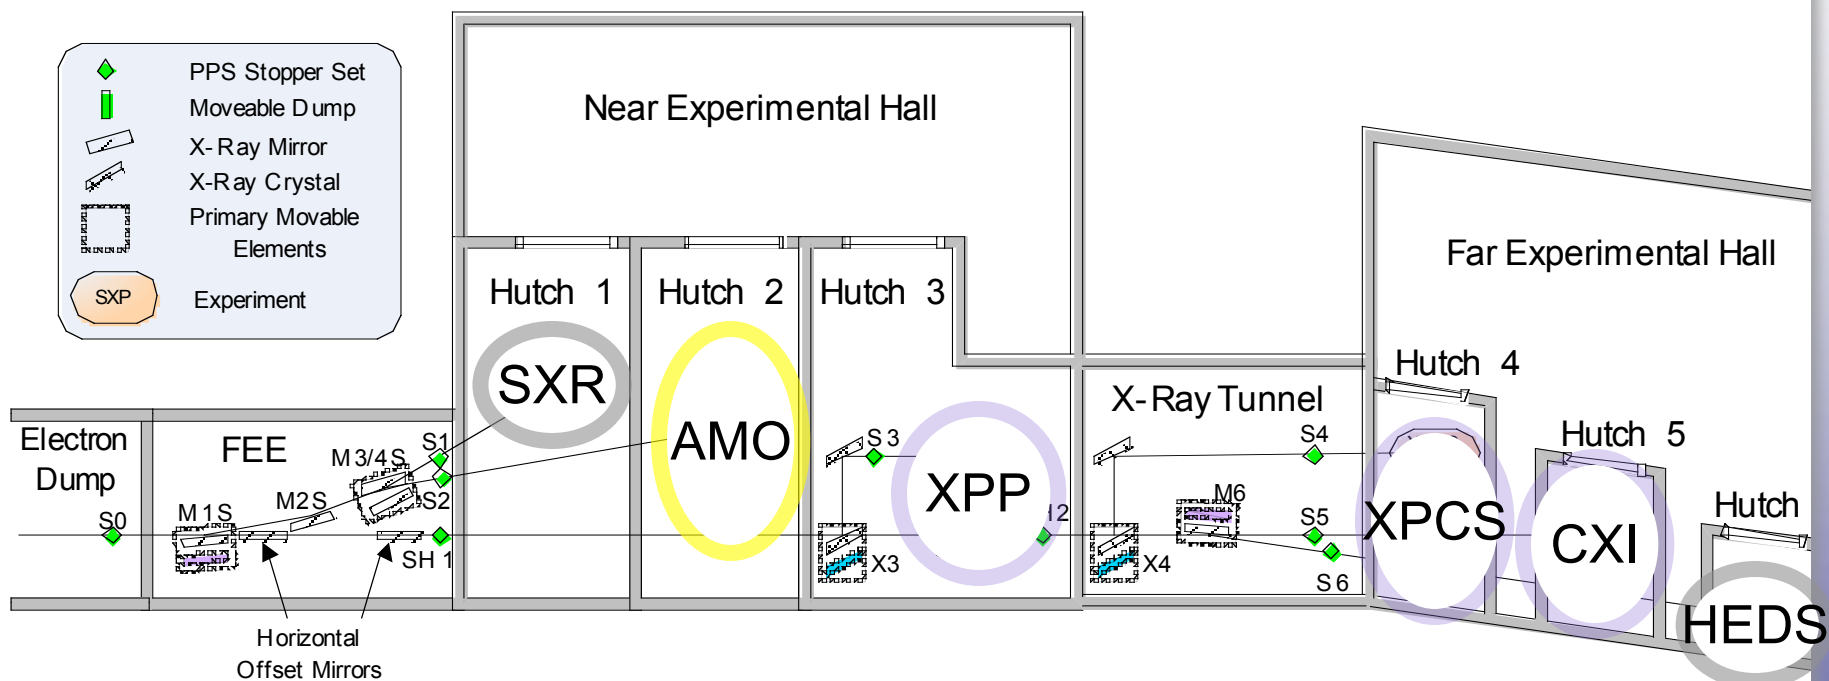 PPS Stopper Set
Moveable Dump
X-Ray Mirror
X-Ray Crystal
Primary Movable
Elements
SXP
Experiment
Near Experimental Hall
Far Experimental Hall
Hutch 1
Hutch 2
Hutch 3
SXR
AMO
XPP
X-Ray Tunnel
Hutch 4
Hutch 5
Hutch
XPCS
CXI
HEDS
Electron
Dump
S0
FEE
M1S
M2S
M3/4S
S1
S2
SH 1
Horizontal
Offset Mirrors
S3
X3
X4
M6
S4
S5
S6